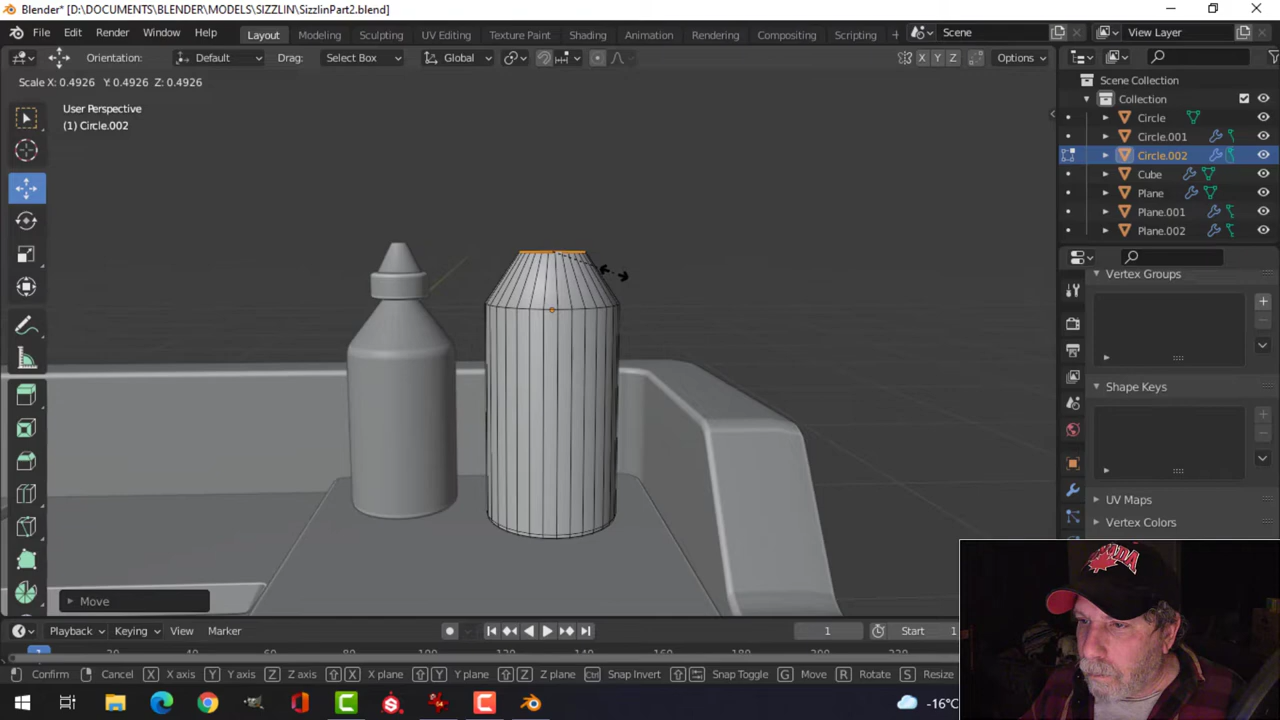 Blender* [D:\DOCUMENTS\BLENDER\MODELS\SIZZLIN\SizzlinPart2.blend]
File Edit Render Window Help Layout Modeling Sculpting UV Editing Texture Paint Shading Animation Rendering Compositing Scripting + Scene View Layer
Orientation: Default Drag: Select Box Global X Y Z Options
Scale X: 0.4926 Y: 0.4926 Z: 0.4926
User Perspective
(1) Circle.002
Scene Collection
Collection
Circle
Circle.001
Circle.002
Cube
Plane
Plane.001
Plane.002
Vertex Groups
Shape Keys
UV Maps
Vertex Colors
Move
Playback Keying View Marker 1 Start 1
Confirm Cancel X X axis Y Y axis Z Z axis X X plane Y Y plane Z Z plane Ctrl Snap Invert Snap Toggle G Move R Rotate S Resize
-16°C